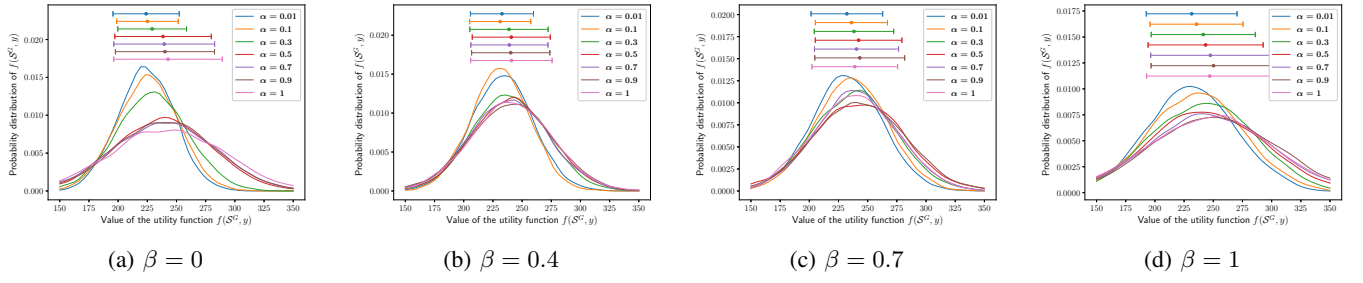 Probability distribution of f(S^G, y)
0.020
0.015
0.010
0.005
0.000
α = 0.01
α = 0.1
α = 0.3
α = 0.5
α = 0.7
α = 0.9
α = 1
150 175 200 225 250 275 300 325 350
Value of the utility function f(S^G, y)
(a) β = 0
Probability distribution of f(S^G, y)
0.020
0.015
0.010
0.005
0.000
α = 0.01
α = 0.1
α = 0.3
α = 0.5
α = 0.7
α = 0.9
α = 1
150 175 200 225 250 275 300 325 350
Value of the utility function f(S^G, y)
(b) β = 0.4
Probability distribution of f(S^G, y)
0.0200
0.0175
0.0150
0.0125
0.0100
0.0075
0.0050
0.0025
0.0000
α = 0.01
α = 0.1
α = 0.3
α = 0.5
α = 0.7
α = 0.9
α = 1
150 175 200 225 250 275 300 325 350
Value of the utility function f(S^G, y)
(c) β = 0.7
Probability distribution of f(S^G, y)
0.0175
0.0150
0.0125
0.0100
0.0075
0.0050
0.0025
0.0000
α = 0.01
α = 0.1
α = 0.3
α = 0.5
α = 0.7
α = 0.9
α = 1
150 175 200 225 250 275 300 325 350
Value of the utility function f(S^G, y)
(d) β = 1